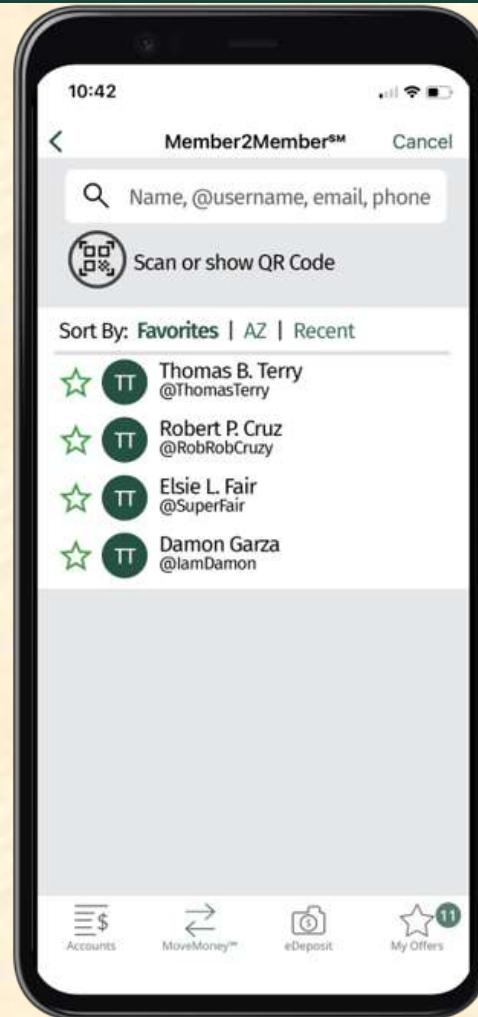 10:42
Member2Member℠
Cancel
Name, @username, email, phone
Scan or show QR Code
Sort By: Favorites | AZ | Recent
TT
Thomas B. Terry
@ThomasTerry
TT
Robert P. Cruz
@RobRobCruzy
TT
Elsie L. Fair
@SuperFair
TT
Damon Garza
@IamDamon
$
$
11
Accounts
MoveMoney℠
eDeposit
My Offers